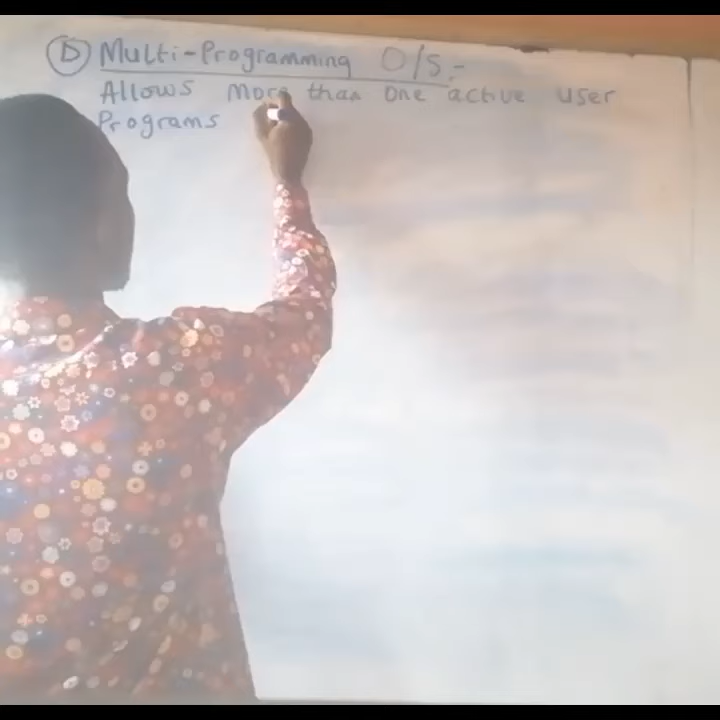 D Multi-Programming O/S:-
Allows more than one active user
Programs